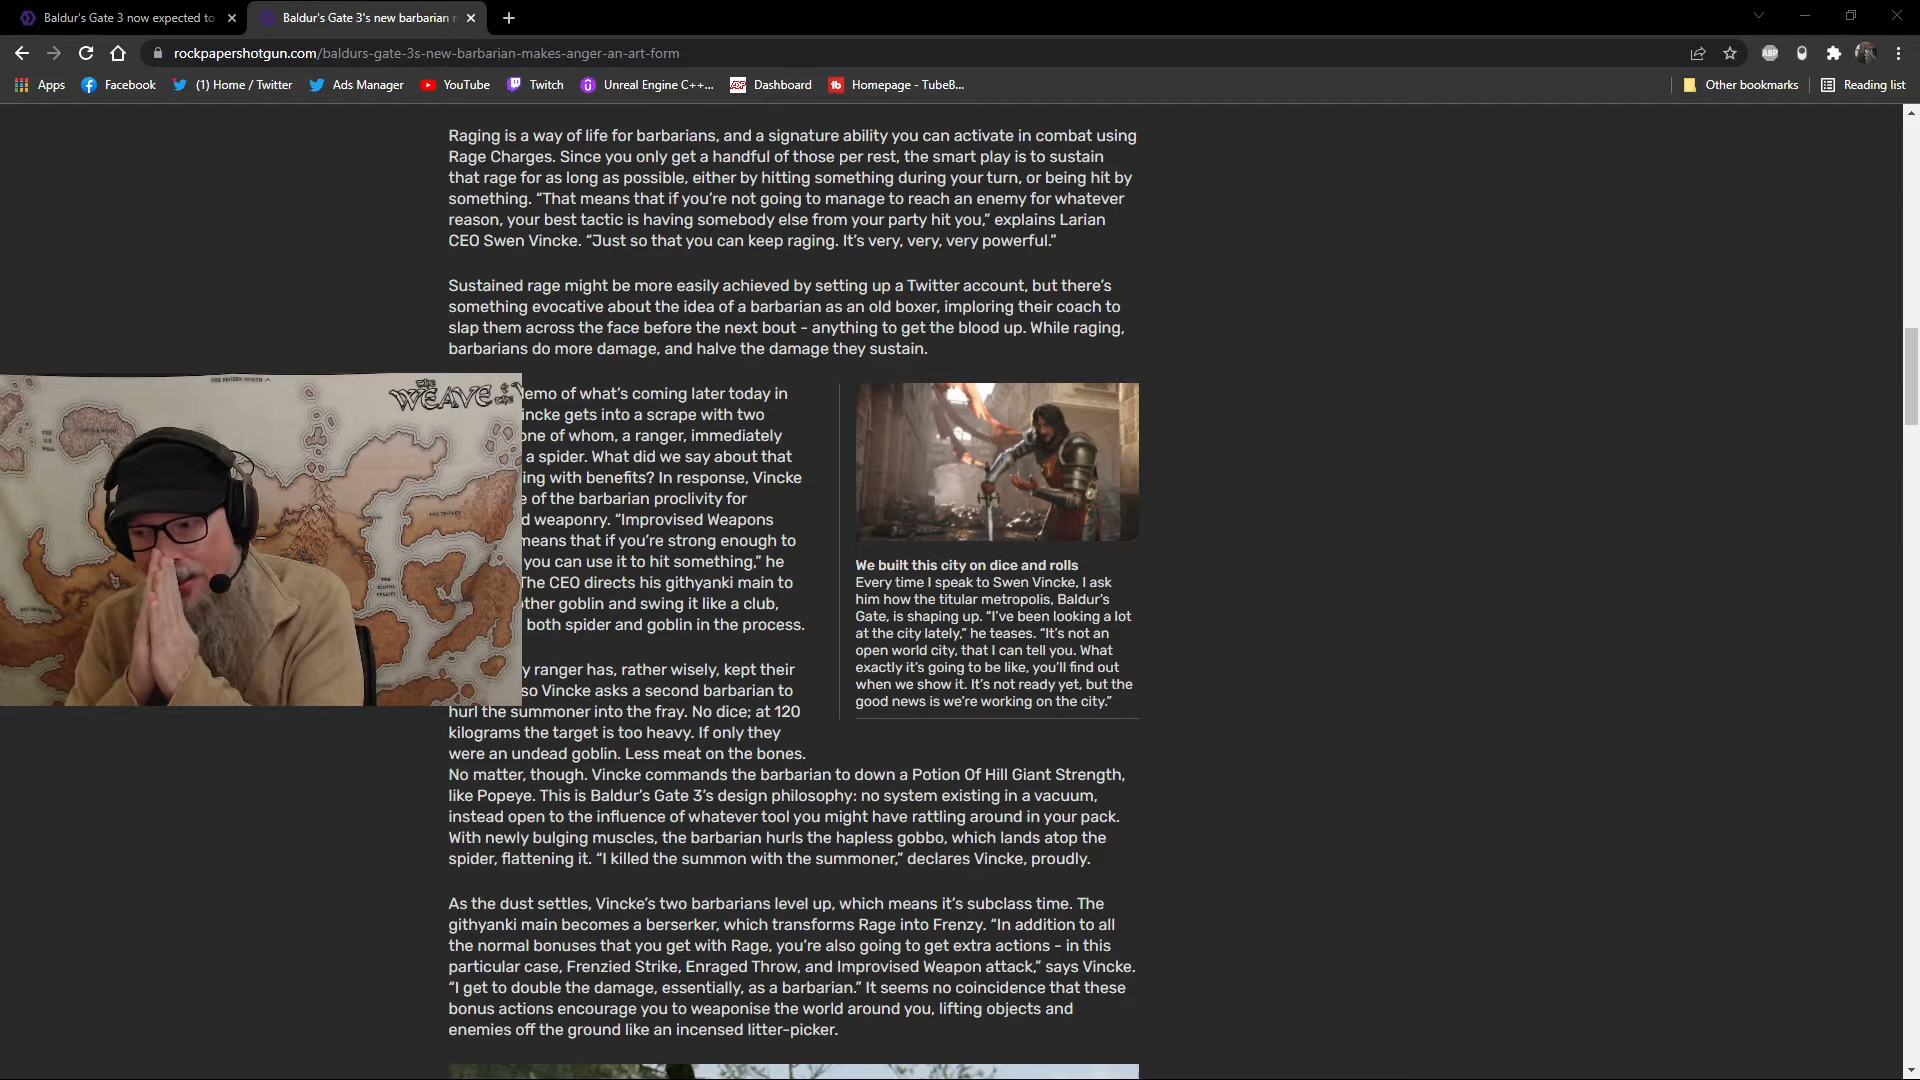 Baldur's Gate 3 now expected to
Baldur's Gate 3's new barbarian
rockpapershotgun.com/baldurs-gate-3s-new-barbarian-makes-anger-an-art-form
Apps Facebook (1) Home / Twitter Ads Manager YouTube Twitch Unreal Engine C++... Dashboard Homepage - TubeB... Other bookmarks Reading list
Raging is a way of life for barbarians, and a signature ability you can activate in combat using
Rage Charges. Since you only get a handful of those per rest, the smart play is to sustain
that rage for as long as possible, either by hitting something during your turn, or being hit by
something. “That means that if you’re not going to manage to reach an enemy for whatever
reason, your best tactic is having somebody else from your party hit you,” explains Larian
CEO Swen Vincke. “Just so that you can keep raging. It’s very, very, very powerful.”
Sustained rage might be more easily achieved by setting up a Twitter account, but there’s
something evocative about the idea of a barbarian as an old boxer, imploring their coach to
slap them across the face before the next bout - anything to get the blood up. While raging,
barbarians do more damage, and halve the damage they sustain.
emo of what’s coming later today in
incke gets into a scrape with two
one of whom, a ranger, immediately
a spider. What did we say about that
ing with benefits? In response, Vincke
e of the barbarian proclivity for
d weaponry. “Improvised Weapons
means that if you’re strong enough to
you can use it to hit something,” he
The CEO directs his githyanki main to
ther goblin and swing it like a club,
both spider and goblin in the process.
y ranger has, rather wisely, kept their
so Vincke asks a second barbarian to
hurl the summoner into the fray. No dice; at 120
kilograms the target is too heavy. If only they
were an undead goblin. Less meat on the bones.
No matter, though. Vincke commands the barbarian to down a Potion Of Hill Giant Strength,
like Popeye. This is Baldur’s Gate 3’s design philosophy: no system existing in a vacuum,
instead open to the influence of whatever tool you might have rattling around in your pack.
With newly bulging muscles, the barbarian hurls the hapless gobbo, which lands atop the
spider, flattening it. “I killed the summon with the summoner,” declares Vincke, proudly.
As the dust settles, Vincke’s two barbarians level up, which means it’s subclass time. The
githyanki main becomes a berserker, which transforms Rage into Frenzy. “In addition to all
the normal bonuses that you get with Rage, you’re also going to get extra actions - in this
particular case, Frenzied Strike, Enraged Throw, and Improvised Weapon attack,” says Vincke.
“I get to double the damage, essentially, as a barbarian.” It seems no coincidence that these
bonus actions encourage you to weaponise the world around you, lifting objects and
enemies off the ground like an incensed litter-picker.
We built this city on dice and rolls
Every time I speak to Swen Vincke, I ask
him how the titular metropolis, Baldur’s
Gate, is shaping up. “I’ve been looking a lot
at the city lately,” he teases. “It’s not an
open world city, that I can tell you. What
exactly it’s going to be like, you’ll find out
when we show it. It’s not ready yet, but the
good news is we’re working on the city.”
THE FROZEN NORTH
The WEAVE